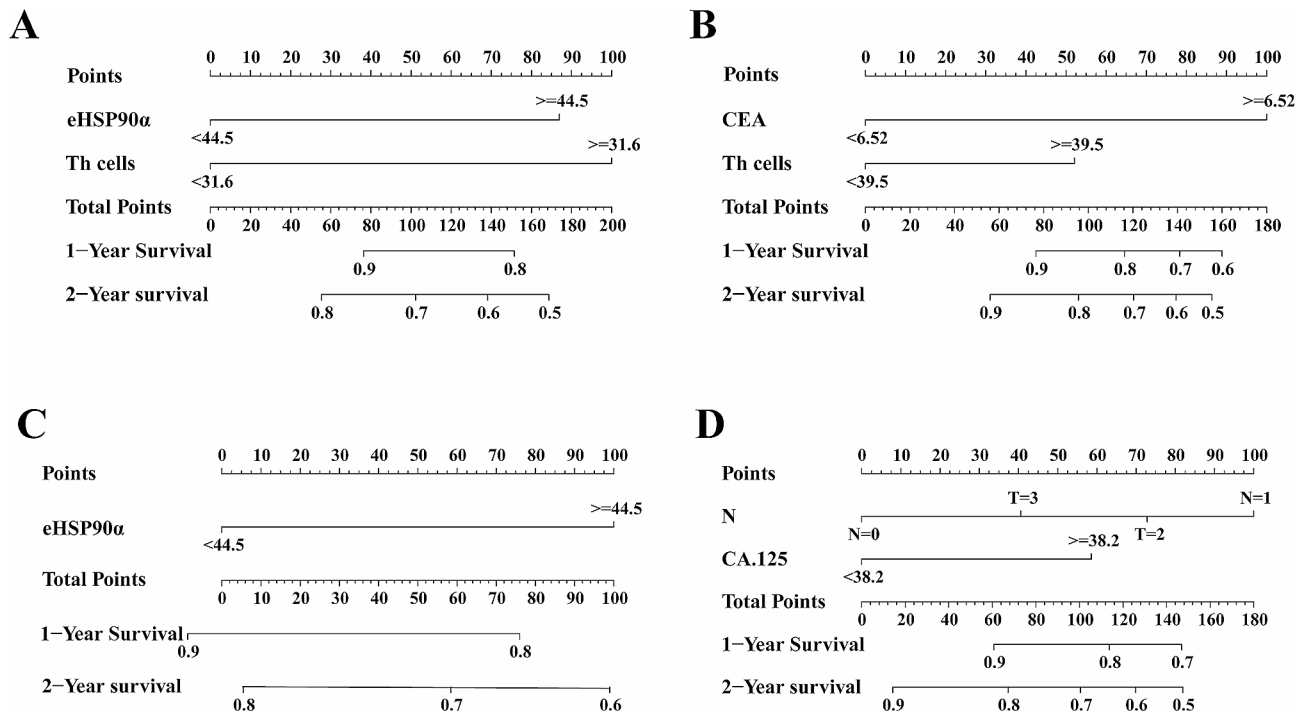 A
0 10 20 30 40 50 60 70 80 90 100
Points
>=44.5
eHSP90α
<44.5
>=31.6
Th cells
<31.6
Total Points
0 20 40 60 80 100 120 140 160 180 200
1−Year Survival
0.9 0.8
2−Year survival
0.8 0.7 0.6 0.5
B
0 10 20 30 40 50 60 70 80 90 100
Points
>=6.52
CEA
<6.52
>=39.5
Th cells
<39.5
Total Points
0 20 40 60 80 100 120 140 160 180
1−Year Survival
0.9 0.8 0.7 0.6
2−Year survival
0.9 0.8 0.7 0.6 0.5
C
0 10 20 30 40 50 60 70 80 90 100
Points
>=44.5
eHSP90α
<44.5
Total Points
0 10 20 30 40 50 60 70 80 90 100
1−Year Survival
0.9 0.8
2−Year survival
0.8 0.7 0.6
D
0 10 20 30 40 50 60 70 80 90 100
Points
T=3 N=1
N
N=0 T=2
>=38.2
CA.125
<38.2
Total Points
0 20 40 60 80 100 120 140 160 180
1−Year Survival
0.9 0.8 0.7
2−Year survival
0.9 0.8 0.7 0.6 0.5